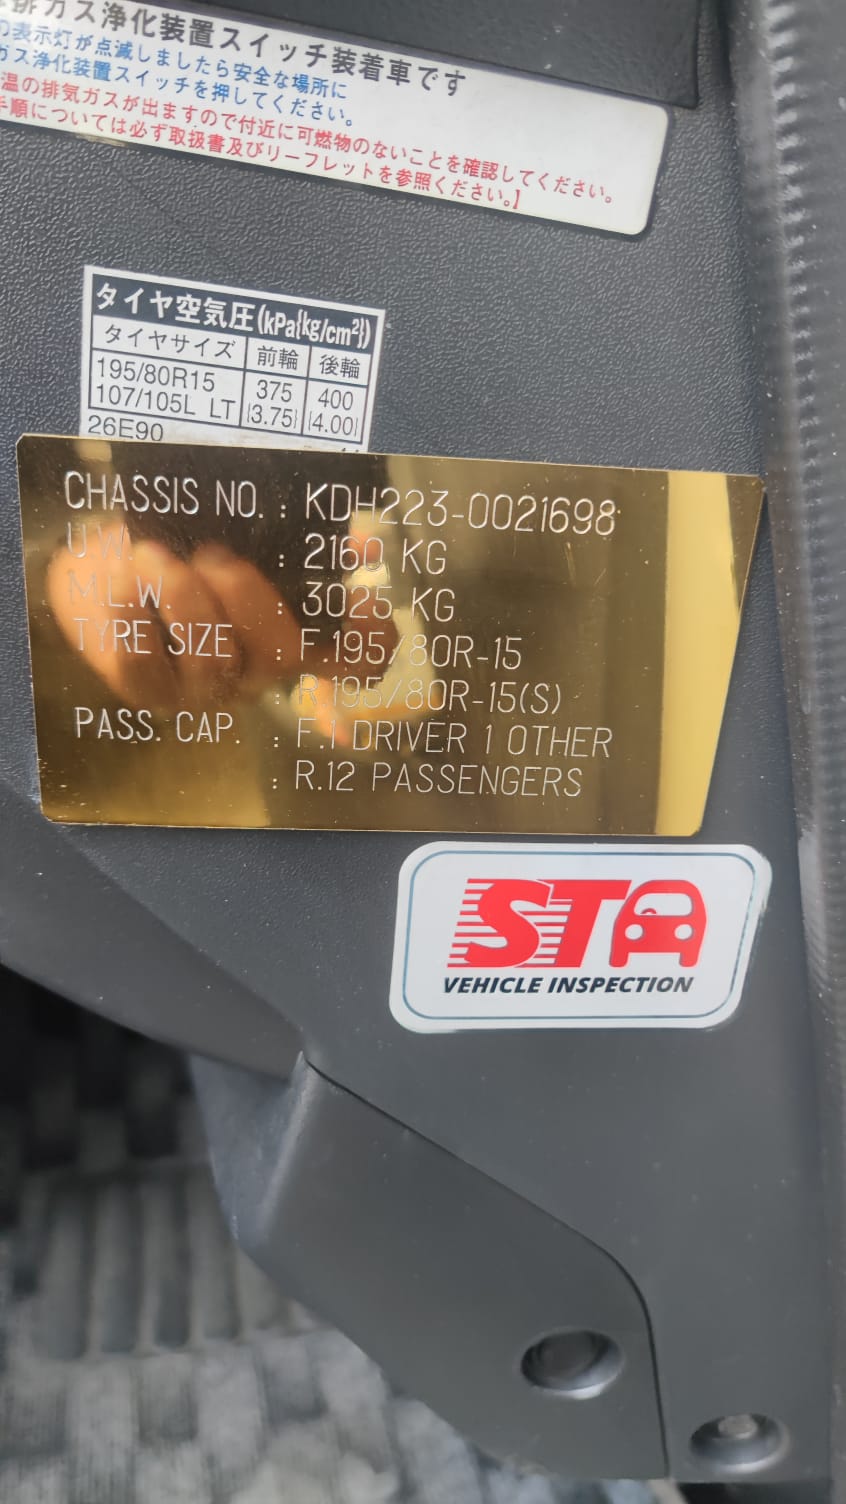 排ガス浄化装置スイッチ装着車です
の表示灯が点滅しましたら安全な場所に
ガス浄化装置スイッチを押してください。
温の排気ガスが出ますので付近に可燃物のないことを確認してください。
手順については必ず取扱書及びリーフレットを参照ください。】
タイヤ空気圧(kPa{kg/cm²})
タイヤサイズ 前輪 後輪
195/80R15 375 400
107/105L LT {3.75} {4.00}
26E90
CHASSIS NO. : KDH223-0021698
U.W. : 2160 KG
M.L.W. : 3025 KG
TYRE SIZE : F.195/80R-15
: R.195/80R-15(S)
PASS. CAP. : F.1 DRIVER 1 OTHER
: R.12 PASSENGERS
STA
VEHICLE INSPECTION